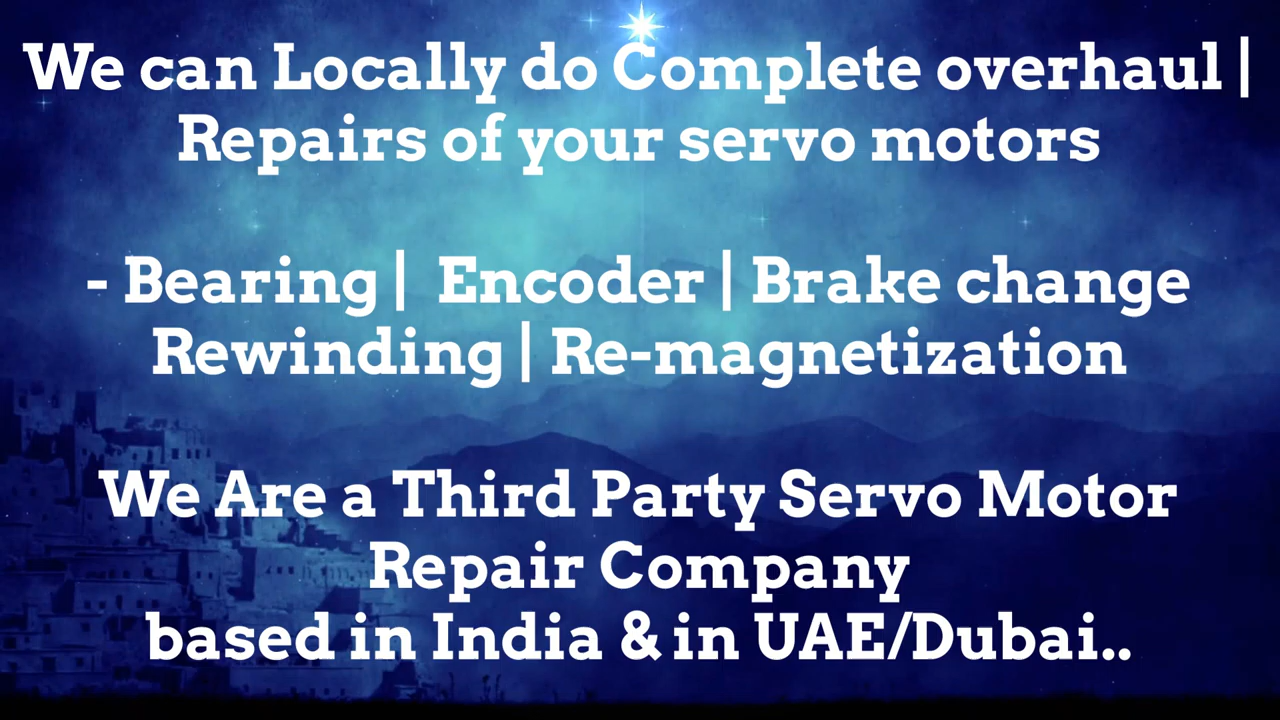 We can Locally do Complete overhaul |
Repairs of your servo motors
- Bearing |  Encoder | Brake change
Rewinding | Re-magnetization
We Are a Third Party Servo Motor
Repair Company
based in India & in UAE/Dubai..